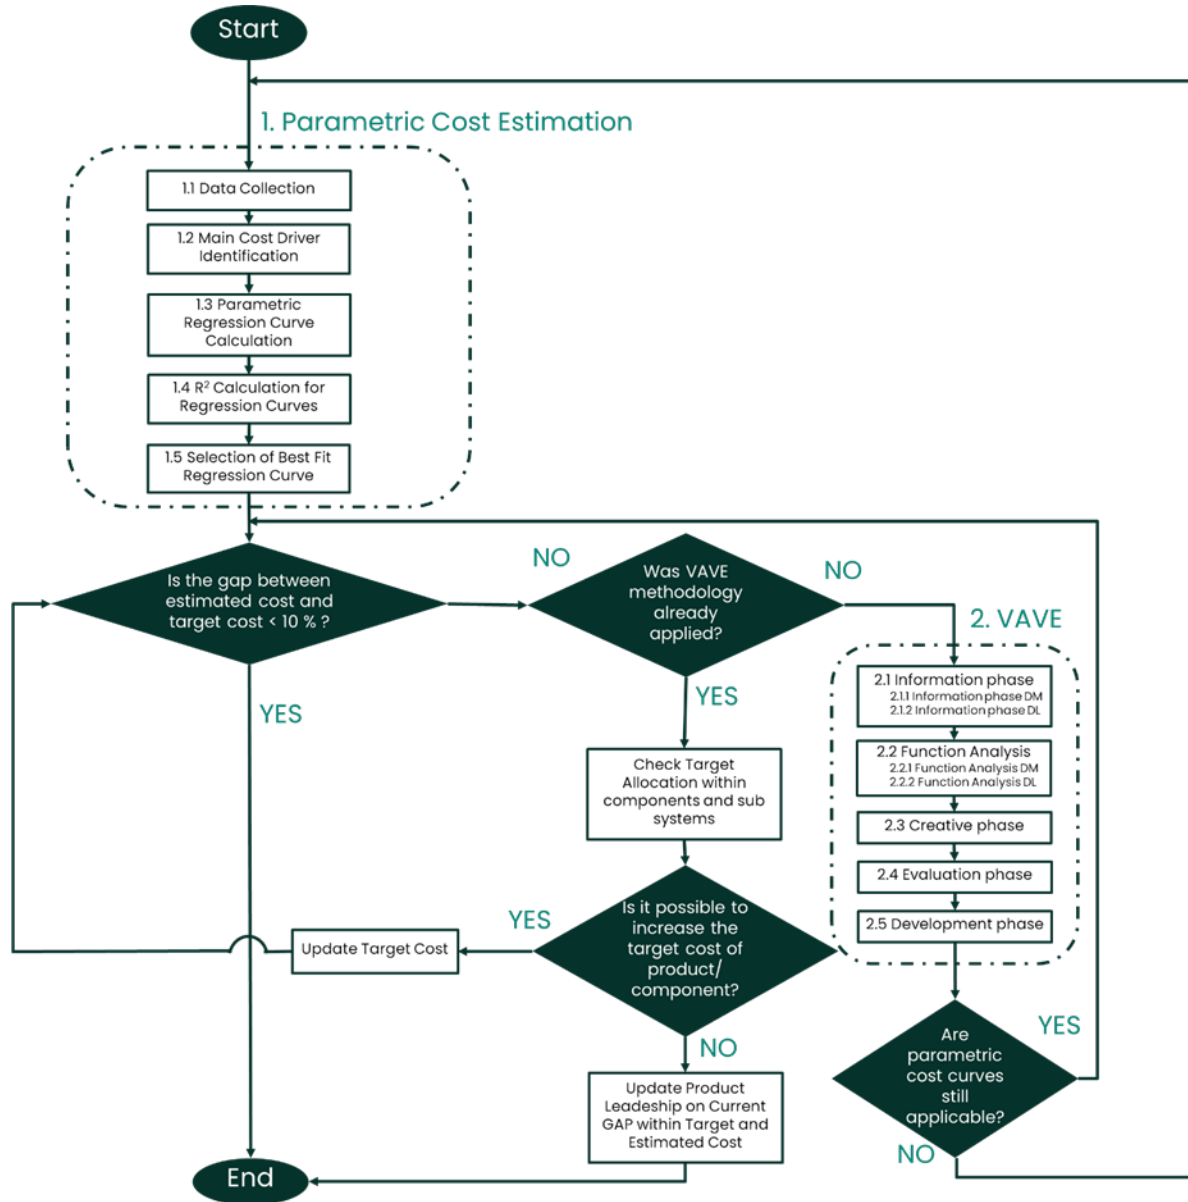 Start
1. Parametric Cost Estimation
1.1 Data Collection
1.2 Main Cost Driver
Identification
1.3 Parametric
Regression Curve
Calculation
1.4 R² Calculation for
Regression Curves
1.5 Selection of Best Fit
Regression Curve
Is the gap between
estimated cost and
target cost < 10 % ?
NO
Was VAVE
methodology
already
applied?
NO
YES
YES
2. VAVE
2.1 Information phase
2.1.1 Information phase DM
2.1.2 Information phase DL
2.2 Function Analysis
2.2.1 Function Analysis DM
2.2.2 Function Analysis DL
2.3 Creative phase
2.4 Evaluation phase
2.5 Development phase
Check Target
Allocation within
components and sub
systems
Is it possible to
increase the
target cost of
product/
component?
YES
Update Target Cost
NO
Update Product
Leadeship on Current
GAP within Target and
Estimated Cost
Are
parametric
cost curves
still
applicable?
YES
NO
End